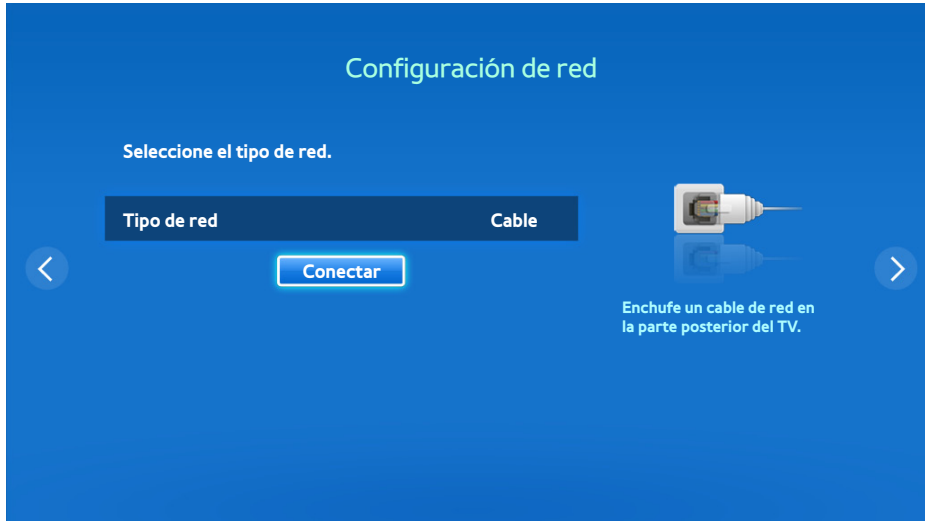 Configuración de red
Seleccione el tipo de red.
Tipo de red Cable
Conectar
Enchufe un cable de red en
la parte posterior del TV.